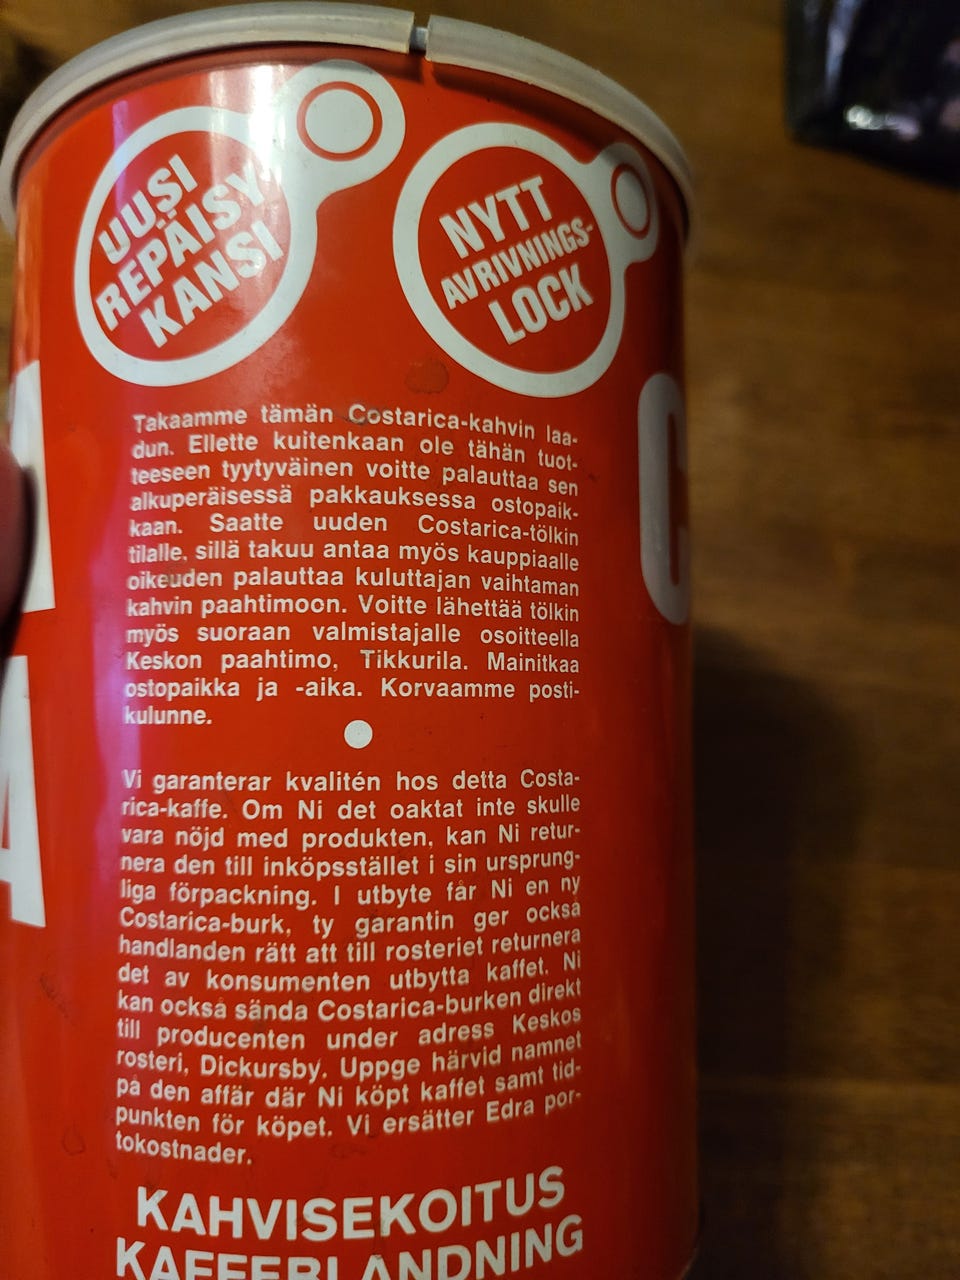 UUSI
REPÄISY
KANSI
NYTT
AVRIVNINGS-
LOCK
Takaamme tämän Costarica-kahvin laa-
dun. Ellette kuitenkaan ole tähän tuot-
teeseen tyytyväinen voitte palauttaa sen
alkuperäisessä pakkauksessa ostopaik-
kaan. Saatte uuden Costarica-tölkin
tilalle, sillä takuu antaa myös kauppiaalle
oikeuden palauttaa kuluttajan vaihtaman
kahvin paahtimoon. Voitte lähettää tölkin
myös suoraan valmistajalle osoitteella
Keskon paahtimo, Tikkurila. Mainitkaa
ostopaikka ja -aika. Korvaamme posti-
kulunne.
Vi garanterar kvalitén hos detta Costa-
rica-kaffe. Om Ni det oaktat inte skulle
vara nöjd med produkten, kan Ni retur-
nera den till inköpsstället i sin ursprung-
liga förpackning. I utbyte får Ni en ny
Costarica-burk, ty garantin ger också
handlanden rätt att till rosteriet returnera
det av konsumenten utbytta kaffet. Ni
kan också sända Costarica-burken direkt
till producenten under adress Keskos
rosteri, Dickursby. Uppge härvid namnet
på den affär där Ni köpt kaffet samt tid-
punkten för köpet. Vi ersätter Edra por-
tokostnader.
KAHVISEKOITUS
KAFFEBLANDNING
A
A
C